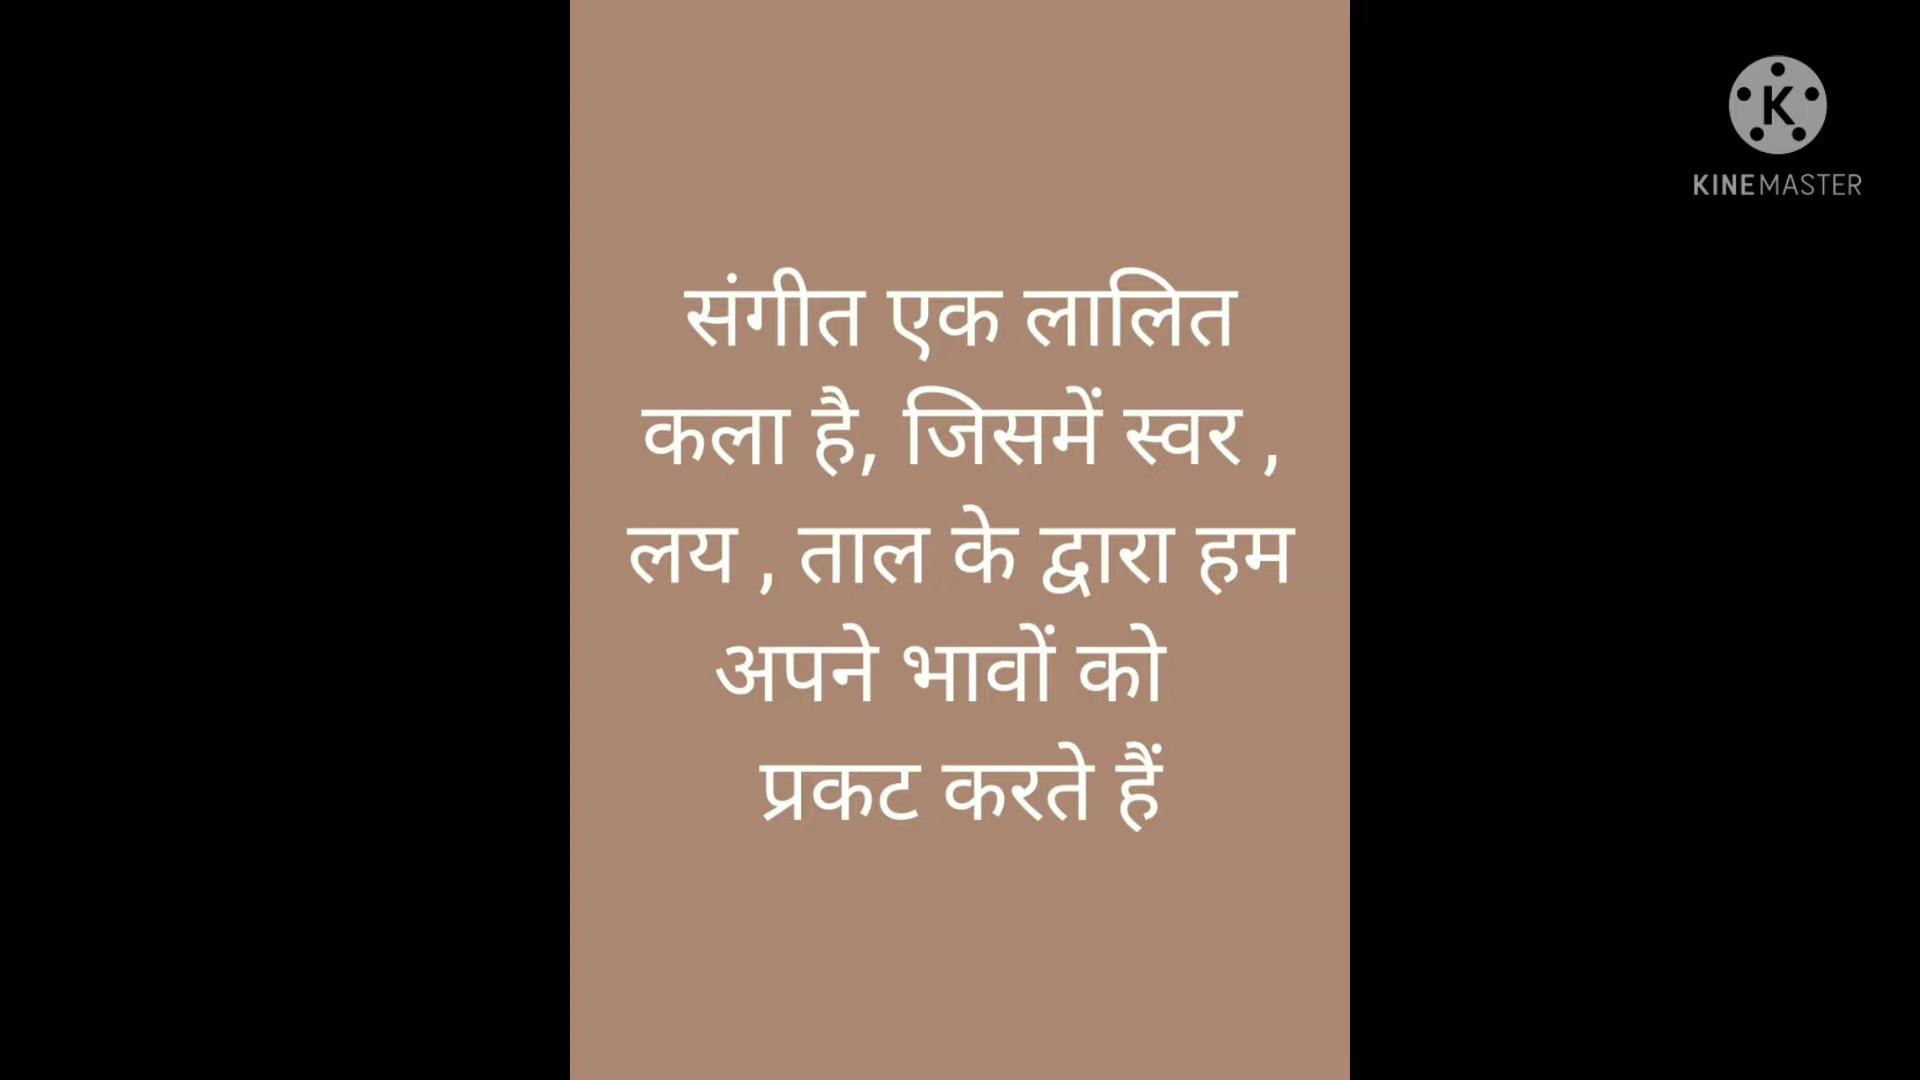 संगीत एक लालित
कला है, जिसमें स्वर ,
लय , ताल के द्वारा हम
अपने भावों को
प्रकट करते हैं
K
KINEMASTER